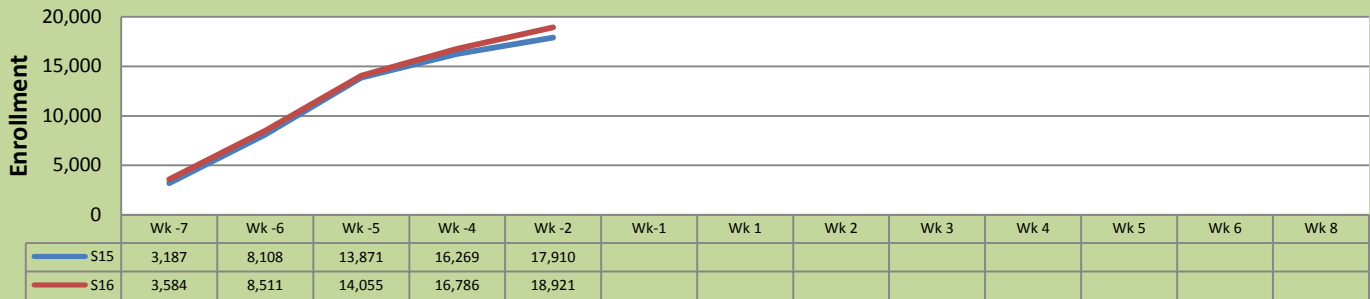 20,000
15,000
10,000
5,000
0
Enrollment
Wk -7 Wk -6 Wk -5 Wk -4 Wk -2 Wk-1 Wk 1 Wk 2 Wk 3 Wk 4 Wk 5 Wk 6 Wk 8
S15 3,187 8,108 13,871 16,269 17,910
S16 3,584 8,511 14,055 16,786 18,921